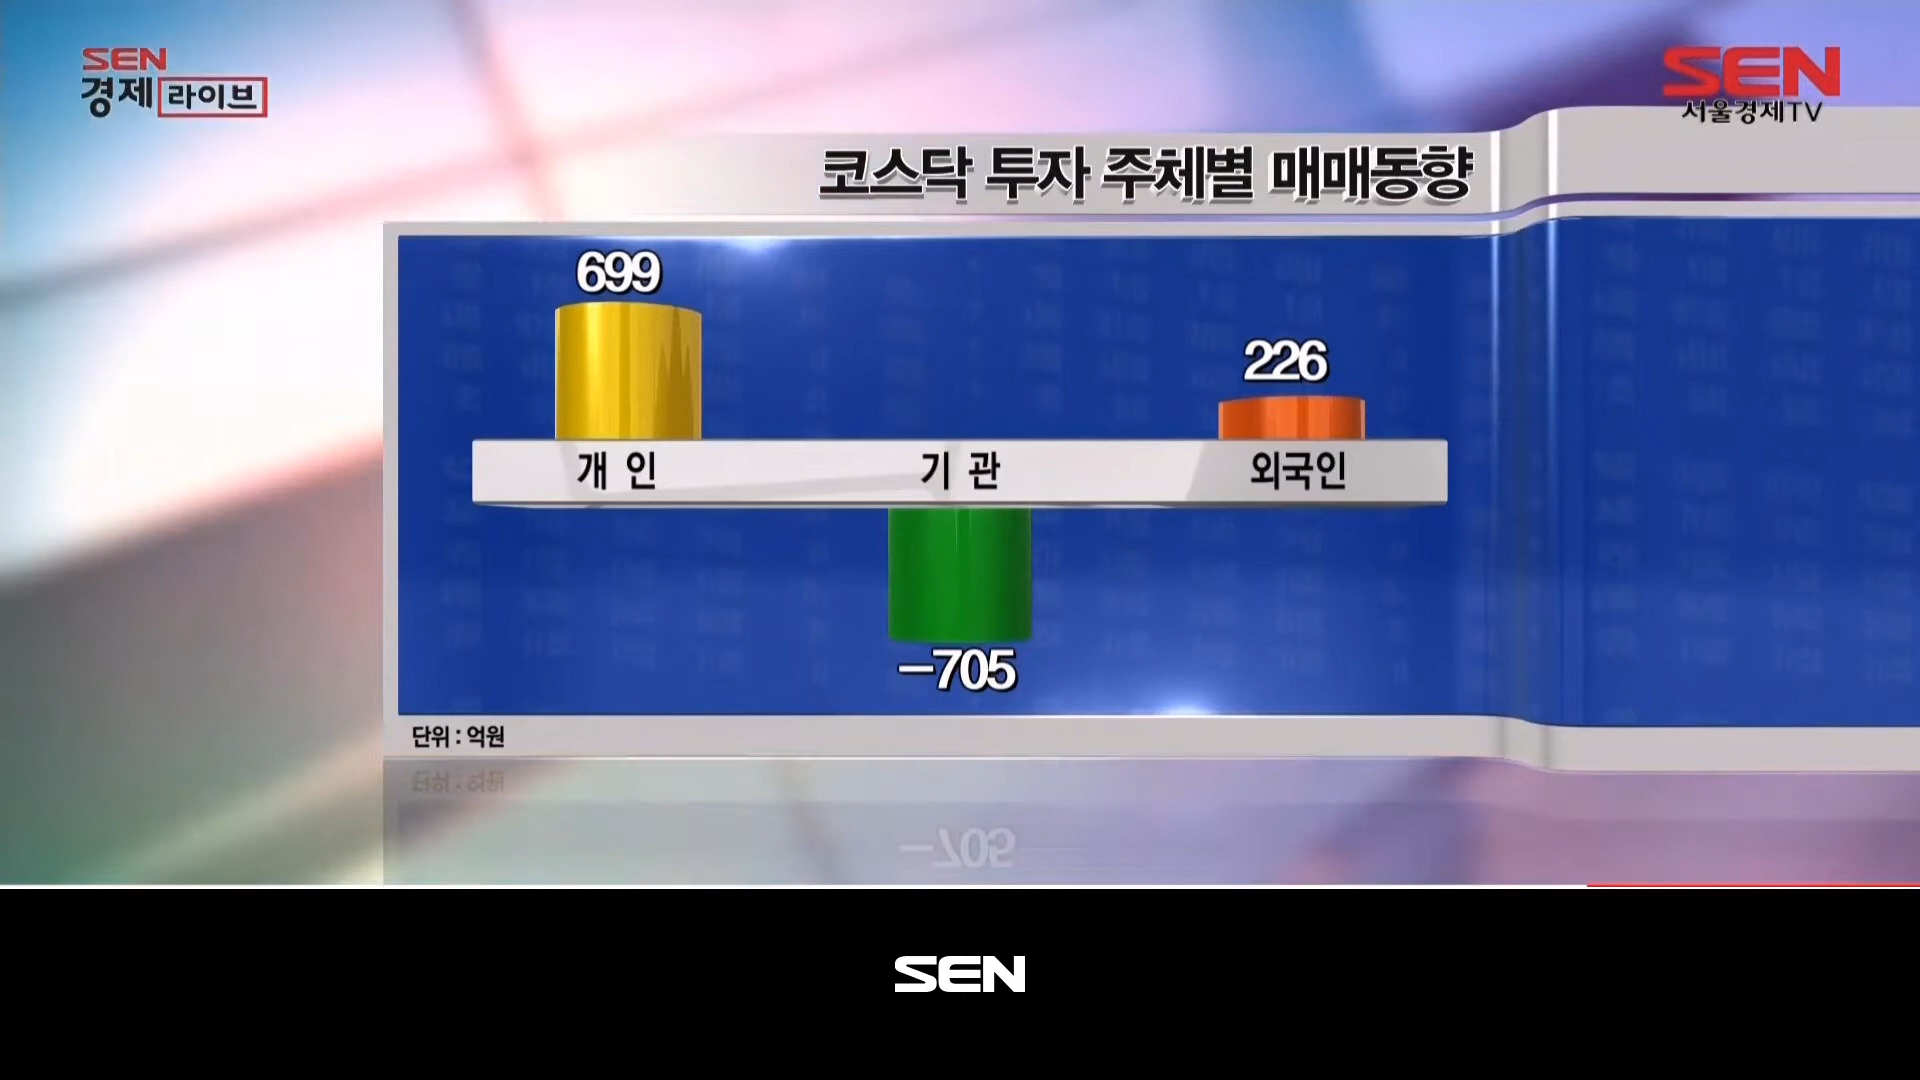 SEN
경제 라이브
SEN
서울경제TV
코스닥 투자 주체별 매매동향
699
226
개 인 기 관 외국인
-705
단위 : 억원
SEN